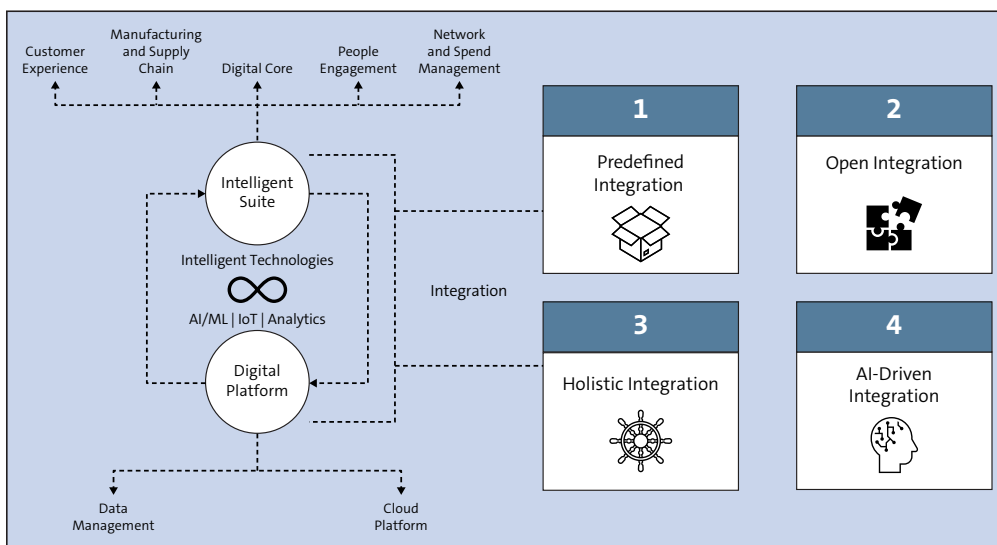 Customer
Experience
Manufacturing
and Supply
Chain
Digital Core
People
Engagement
Network
and Spend
Management
Intelligent
Suite
Intelligent Technologies
AI/ML | IoT | Analytics
Digital
Platform
Data
Management
Cloud
Platform
Integration
1
Predefined
Integration
2
Open Integration
3
Holistic Integration
4
AI-Driven
Integration